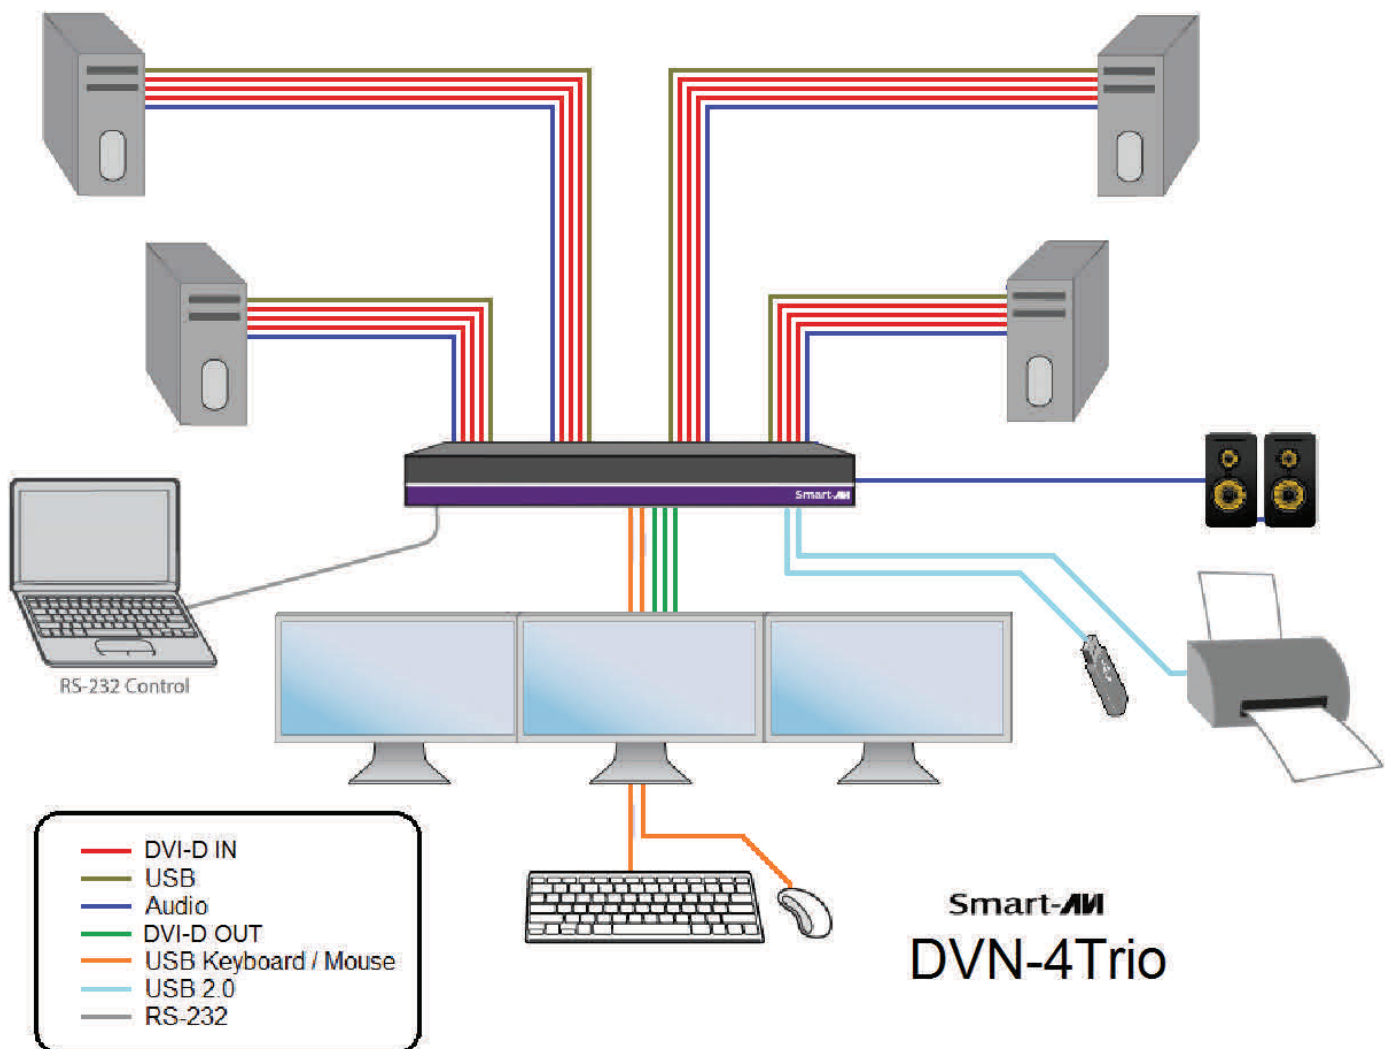 Smart-AVI
RS-232 Control
DVI-D IN
USB
Audio
DVI-D OUT
USB Keyboard / Mouse
USB 2.0
RS-232
Smart-AVI
DVN-4Trio